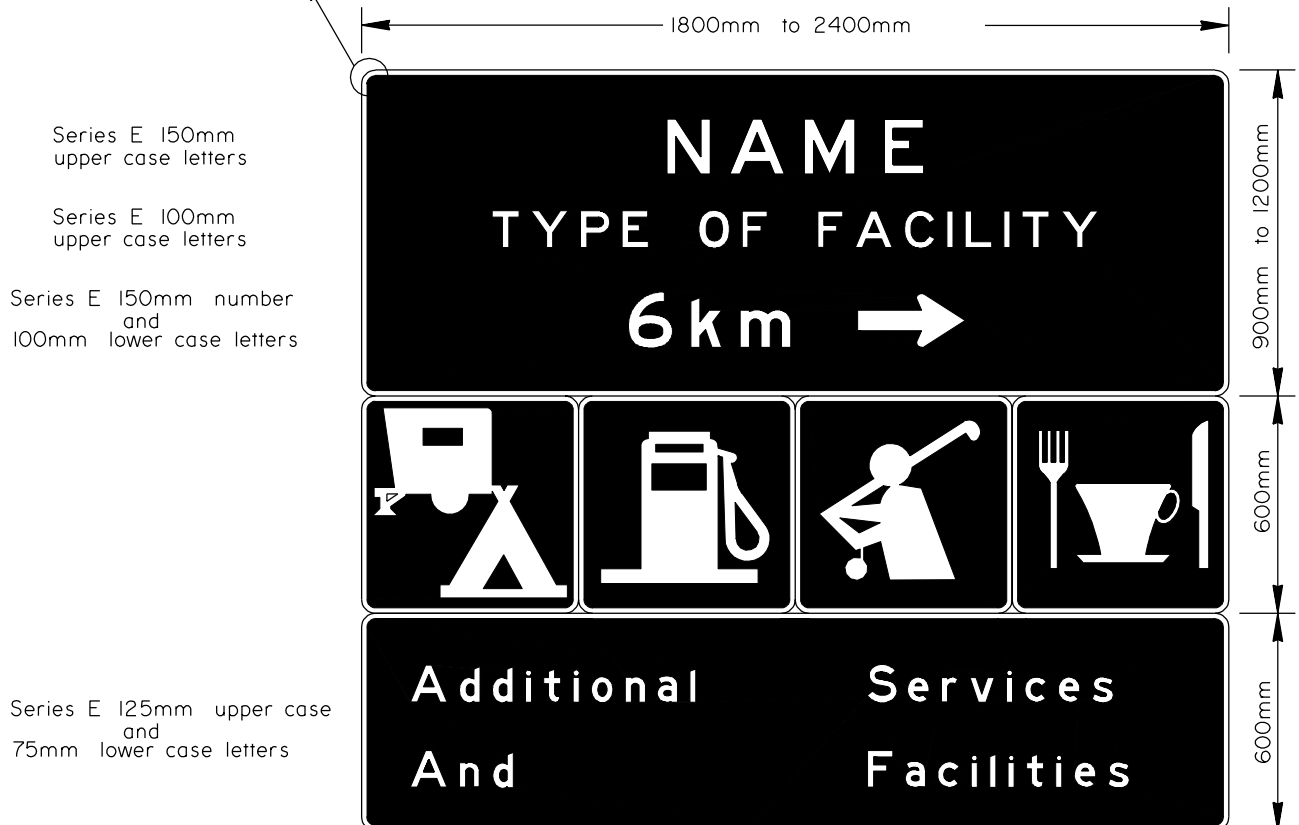 1800mm to 2400mm
Series E 150mm
upper case letters
NAME
Series E 100mm
upper case letters
TYPE OF FACILITY
Series E 150mm number
and
100mm lower case letters
6km
900mm to 1200mm
600mm
Series E 125mm upper case
and
75mm lower case letters
Additional Services
And Facilities
600mm